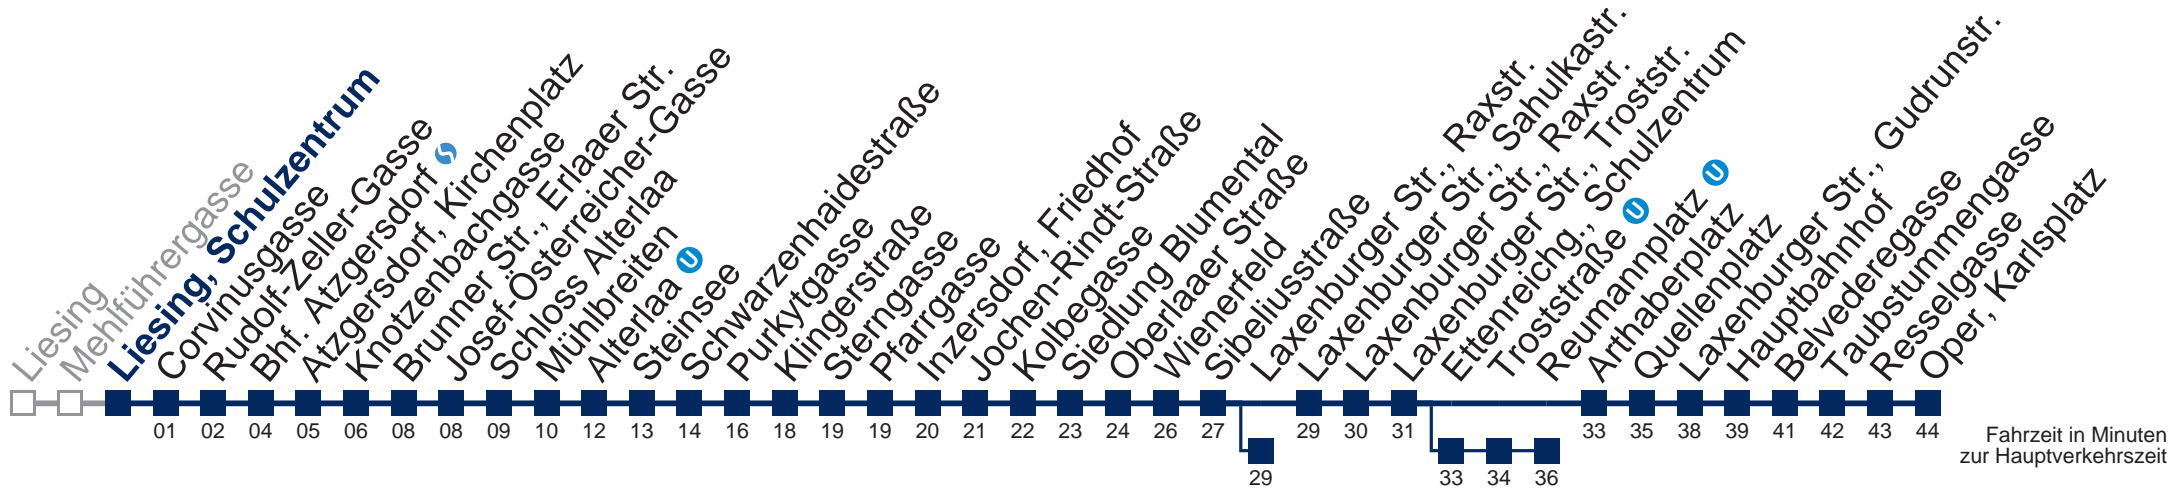 Liesing
Mehlführergasse
Liesing, Schulzentrum
Corvinusgasse
Rudolf-Zeller-Gasse
Bhf. Atzgersdorf
Atzgersdorf, Kirchenplatz
Knotzenbachgasse
Brunner Str., Erlaaer Str.
Josef-Österreicher-Gasse
Schloss Alterlaa
Mühlbreiten
Alterlaa U
Steinsee
Schwarzenhaidestraße
Purkytgasse
Klingerstraße
Sterngasse
Pfarrgasse
Inzersdorf, Friedhof
Jochen-Rindt-Straße
Kolbegasse
Siedlung Blumental
Oberlaaer Straße
Wienerfeld
Sibeliusstraße
Laxenburger Str., Raxstr.
Laxenburger Str., Sahulkastr.
Laxenburger Str., Raxstr.
Laxenburger Str., Troststr.
Ettenreichg., Schulzentrum
Troststraße U
Reumannplatz U
Arthaberplatz
Quellenplatz
Laxenburger Str., Gudrunstr.
Hauptbahnhof
Belvederegasse
Taubstummengasse
Resselgasse
Oper, Karlsplatz
01 02 04 05 06 08 08 09 10 12 13 14 16 18 19 19 20 21 22 23 24 26 27 29 30 31 33 35 38 39 41 42 43 44
29 33 34 36
Fahrzeit in Minuten
zur Hauptverkehrszeit